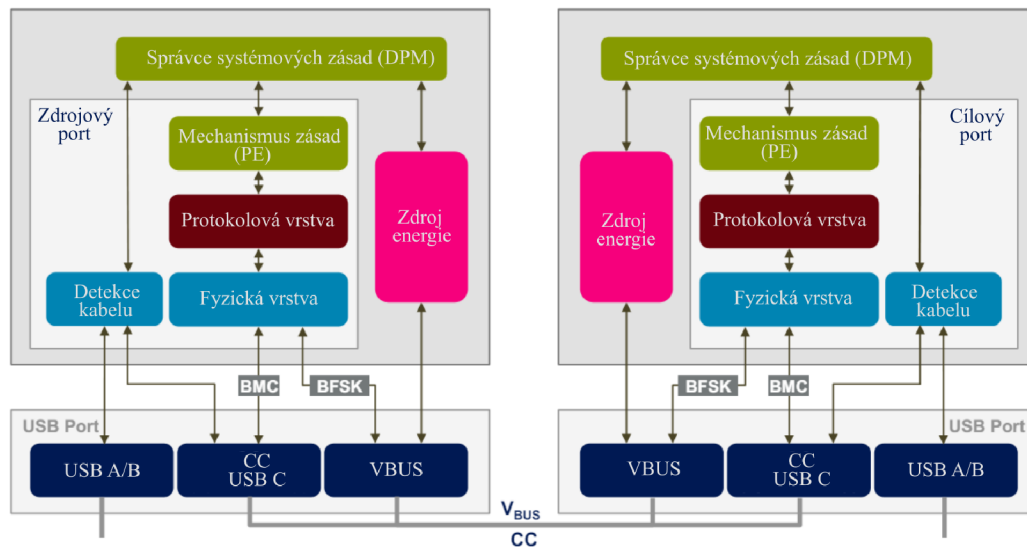 Správce systémových zásad (DPM)
Zdrojový
port
Mechanismus zásad
(PE)
Protokolová vrstva
Zdroj
energie
Detekce
kabelu
Fyzická vrstva
BMC
BFSK
USB Port
USB A/B
CC
USB C
VBUS
Správce systémových zásad (DPM)
Cílový
port
Mechanismus zásad
(PE)
Zdroj
energie
Protokolová vrstva
Fyzická vrstva
Detekce
kabelu
BFSK
BMC
USB Port
VBUS
CC
USB C
USB A/B
VBUS
CC